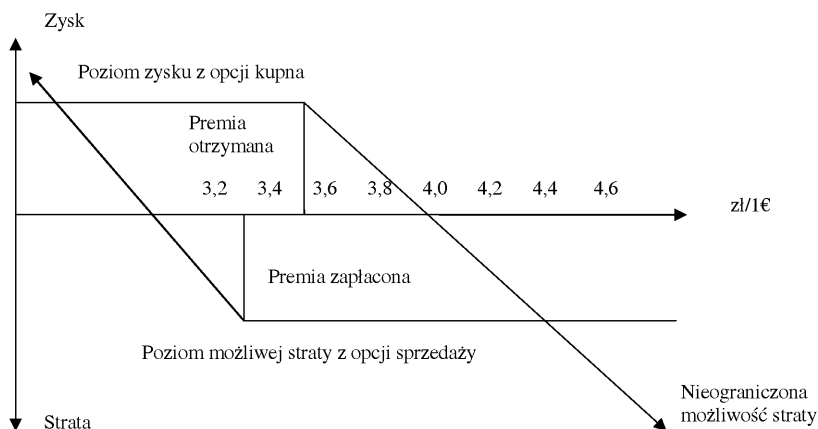 Zysk
Poziom zysku z opcji kupna
Premia
otrzymana
3,2 3,4 3,6 3,8 4,0 4,2 4,4 4,6
zł/1€
Premia zapłacona
Poziom możliwej straty z opcji sprzedaży
Nieograniczona
możliwość straty
Strata